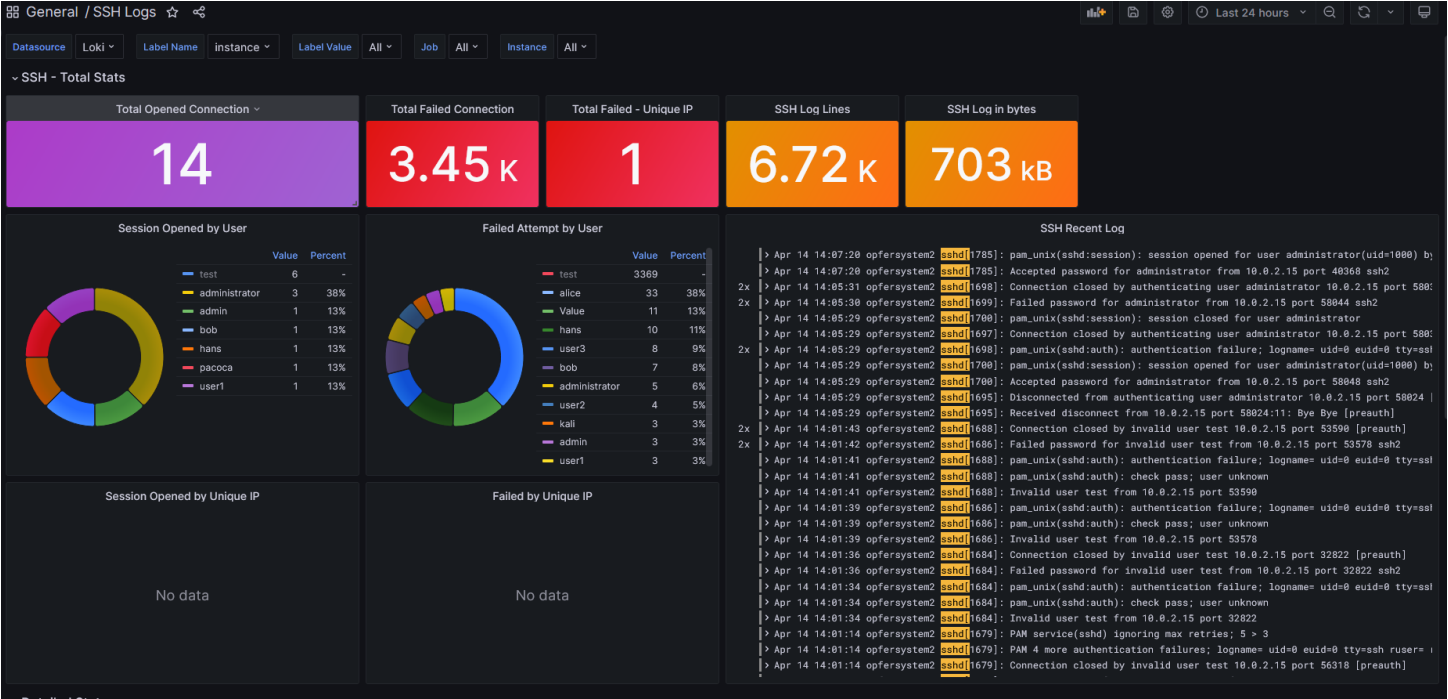 General / SSH Logs
Last 24 hours
Datasource Loki Label Name instance Label Value All Job All Instance All
SSH - Total Stats
Total Opened Connection
14
Total Failed Connection
3.45 K
Total Failed - Unique IP
1
SSH Log Lines
6.72 K
SSH Log in bytes
703 kB
Session Opened by User
Value Percent
test 6 -
administrator 3 38%
admin 1 13%
bob 1 13%
hans 1 13%
pacoca 1 13%
user1 1 13%
Failed Attempt by User
Value Percent
test 3369 -
alice 33 38%
Value 11 13%
hans 10 11%
user3 8 9%
bob 7 8%
administrator 5 6%
user2 4 5%
kali 3 3%
admin 3 3%
user1 3 3%
SSH Recent Log
Apr 14 14:07:20 opfersystem2 sshd[1785]: pam_unix(sshd:session): session opened for user administrator(uid=1000) by
Apr 14 14:07:20 opfersystem2 sshd[1785]: Accepted password for administrator from 10.0.2.15 port 40368 ssh2
2x Apr 14 14:05:31 opfersystem2 sshd[1698]: Connection closed by authenticating user administrator 10.0.2.15 port 580
2x Apr 14 14:05:30 opfersystem2 sshd[1699]: Failed password for administrator from 10.0.2.15 port 58044 ssh2
Apr 14 14:05:29 opfersystem2 sshd[1700]: pam_unix(sshd:session): session closed for user administrator
Apr 14 14:05:29 opfersystem2 sshd[1697]: Connection closed by authenticating user administrator 10.0.2.15 port 580
2x Apr 14 14:05:29 opfersystem2 sshd[1698]: pam_unix(sshd:auth): authentication failure; logname= uid=0 euid=0 tty=ssh
Apr 14 14:05:29 opfersystem2 sshd[1700]: pam_unix(sshd:session): session opened for user administrator(uid=1000) by
Apr 14 14:05:29 opfersystem2 sshd[1700]: Accepted password for administrator from 10.0.2.15 port 58048 ssh2
Apr 14 14:05:29 opfersystem2 sshd[1695]: Disconnected from authenticating user administrator 10.0.2.15 port 58024 [
Apr 14 14:05:29 opfersystem2 sshd[1695]: Received disconnect from 10.0.2.15 port 58024:11: Bye Bye [preauth]
2x Apr 14 14:01:43 opfersystem2 sshd[1688]: Connection closed by invalid user test 10.0.2.15 port 53590 [preauth]
2x Apr 14 14:01:42 opfersystem2 sshd[1686]: Failed password for invalid user test from 10.0.2.15 port 53578 ssh2
Apr 14 14:01:41 opfersystem2 sshd[1688]: pam_unix(sshd:auth): authentication failure; logname= uid=0 euid=0 tty=ssh
Apr 14 14:01:41 opfersystem2 sshd[1688]: pam_unix(sshd:auth): check pass; user unknown
Apr 14 14:01:41 opfersystem2 sshd[1688]: Invalid user test from 10.0.2.15 port 53590
Apr 14 14:01:39 opfersystem2 sshd[1686]: pam_unix(sshd:auth): authentication failure; logname= uid=0 euid=0 tty=ssh
Apr 14 14:01:39 opfersystem2 sshd[1686]: pam_unix(sshd:auth): check pass; user unknown
Apr 14 14:01:39 opfersystem2 sshd[1686]: Invalid user test from 10.0.2.15 port 53578
Apr 14 14:01:36 opfersystem2 sshd[1684]: Connection closed by invalid user test 10.0.2.15 port 32822 [preauth]
Apr 14 14:01:36 opfersystem2 sshd[1684]: Failed password for invalid user test from 10.0.2.15 port 32822 ssh2
Apr 14 14:01:34 opfersystem2 sshd[1684]: pam_unix(sshd:auth): authentication failure; logname= uid=0 euid=0 tty=ssh
Apr 14 14:01:34 opfersystem2 sshd[1684]: pam_unix(sshd:auth): check pass; user unknown
Apr 14 14:01:34 opfersystem2 sshd[1684]: Invalid user test from 10.0.2.15 port 32822
Apr 14 14:01:14 opfersystem2 sshd[1679]: PAM service(sshd) ignoring max retries; 5 > 3
Apr 14 14:01:14 opfersystem2 sshd[1679]: PAM 4 more authentication failures; logname= uid=0 euid=0 tty=ssh ruser=
Apr 14 14:01:14 opfersystem2 sshd[1679]: Connection closed by invalid user test 10.0.2.15 port 56318 [preauth]
Session Opened by Unique IP
No data
Failed by Unique IP
No data